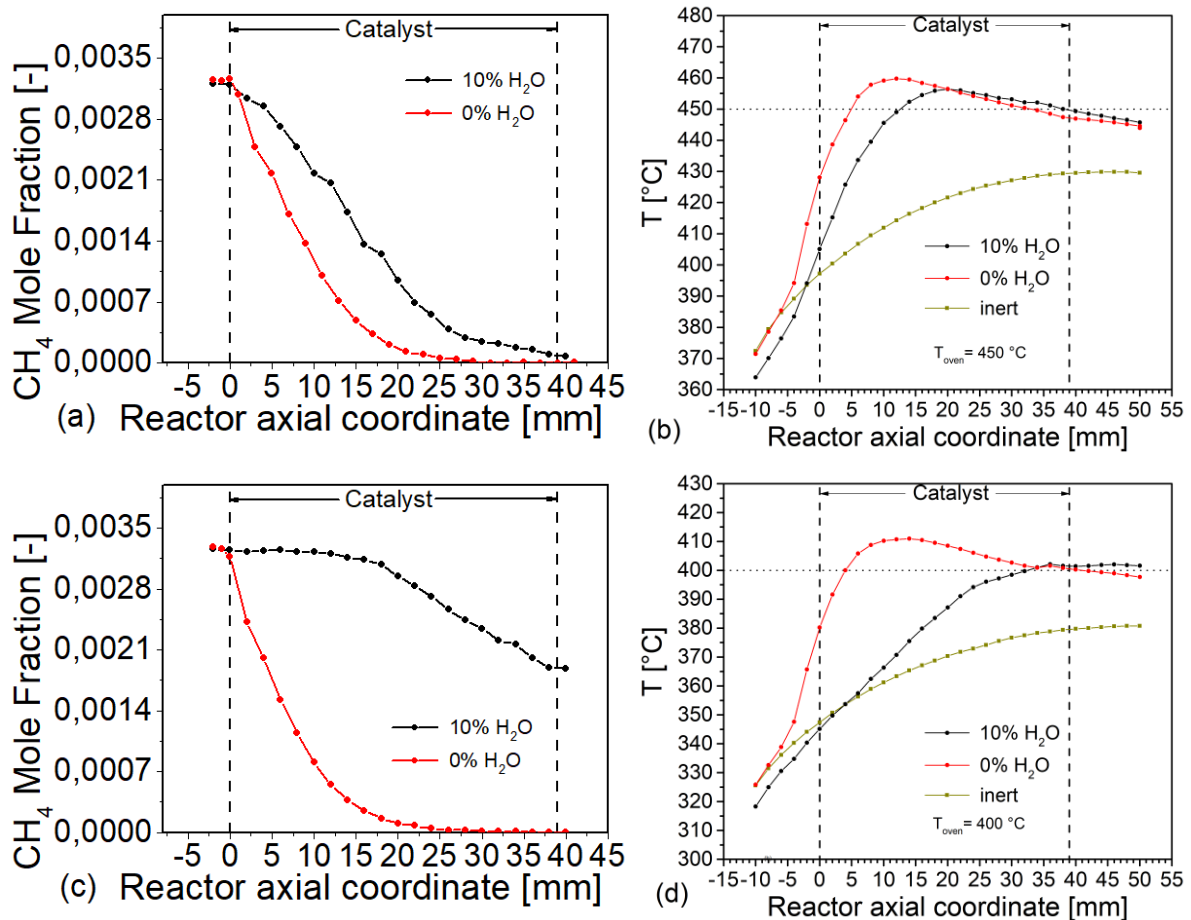 Catalyst
0,0035
0,0028
0,0021
0,0014
0,0007
0,0000
CH4 Mole Fraction [-]
10% H2O
0% H2O
-5 0 5 10 15 20 25 30 35 40 45
(a) Reactor axial coordinate [mm]
Catalyst
480
470
460
450
440
430
420
410
400
390
380
370
360
T [°C]
10% H2O
0% H2O
inert
Toven= 450 °C
-15 -10 -5 0 5 10 15 20 25 30 35 40 45 50 55
(b) Reactor axial coordinate [mm]
Catalyst
0,0035
0,0028
0,0021
0,0014
0,0007
0,0000
CH4 Mole Fraction [-]
10% H2O
0% H2O
-5 0 5 10 15 20 25 30 35 40 45
(c) Reactor axial coordinate [mm]
Catalyst
430
420
410
400
390
380
370
360
350
340
330
320
310
300
T [°C]
10% H2O
0% H2O
inert
Toven= 400 °C
-15 -10 -5 0 5 10 15 20 25 30 35 40 45 50 55
(d) Reactor axial coordinate [mm]